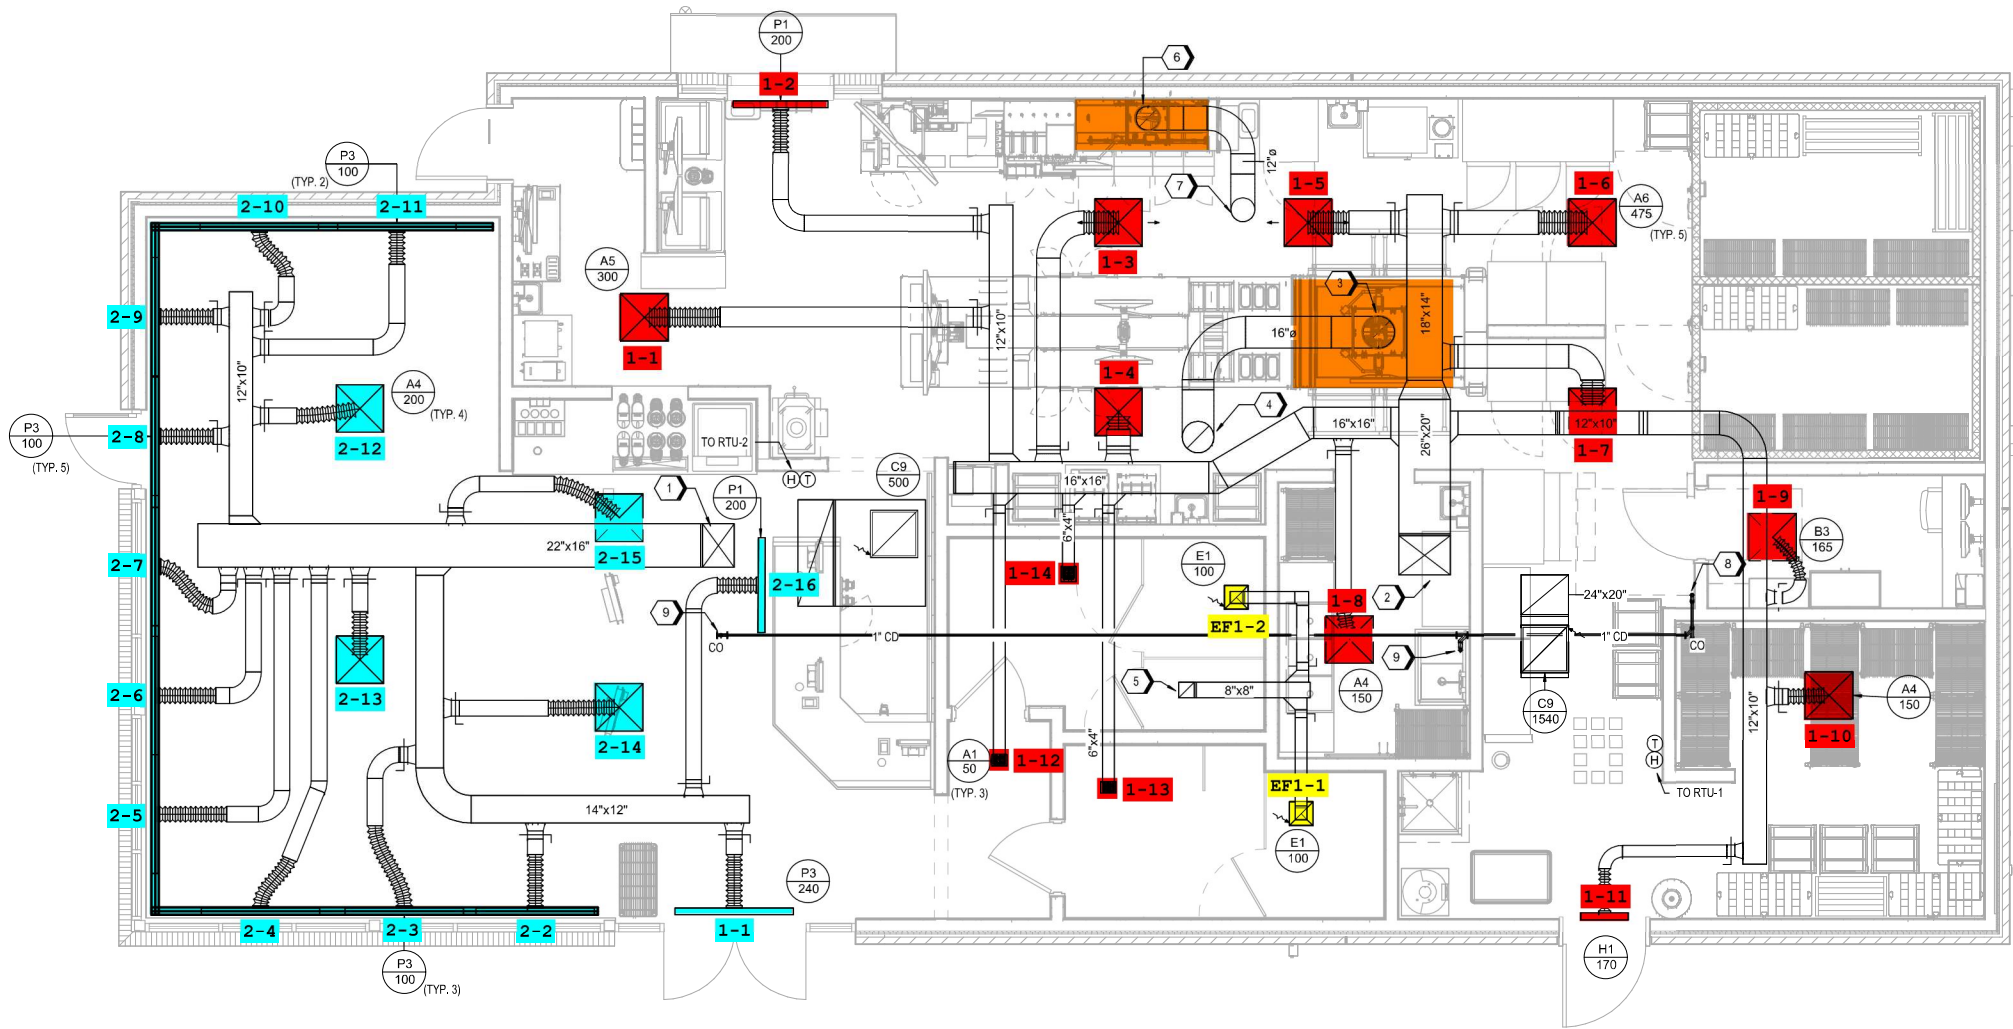 P1
200
6
1-2
P3
100
(TYP. 2)
12"ø
7
1-5
1-6
A6
475
(TYP. 5)
2-10
2-11
A5
300
1-3
3
2-9
1-1
12"x10"
12"x10"
16"ø
18"x14"
1-4
A4
200
(TYP. 4)
2-12
P3
100
(TYP. 5)
2-8
TO RTU-2
H T
4
16"x16"
26"x20"
12"x10"
1-7
C9
500
16"x16"
1
P1
200
1-9
B3
165
22"x16"
2-15
6"x4"
2-7
2-16
1-14
E1
100
2
8
24"x20"
9
EF1-2
1-8
CO
1" CD
9
1" CD
CO
2-13
2-6
5
8"x8"
A4
150
C9
1540
A4
150
2-14
1-10
12"x10"
6"x4"
A1
50
(TYP. 3)
1-12
1-13
EF1-1
T
H
TO RTU-1
2-5
14"x12"
E1
100
P3
240
1-11
2-4
2-3
2-2
1-1
P3
100
(TYP. 3)
H1
170